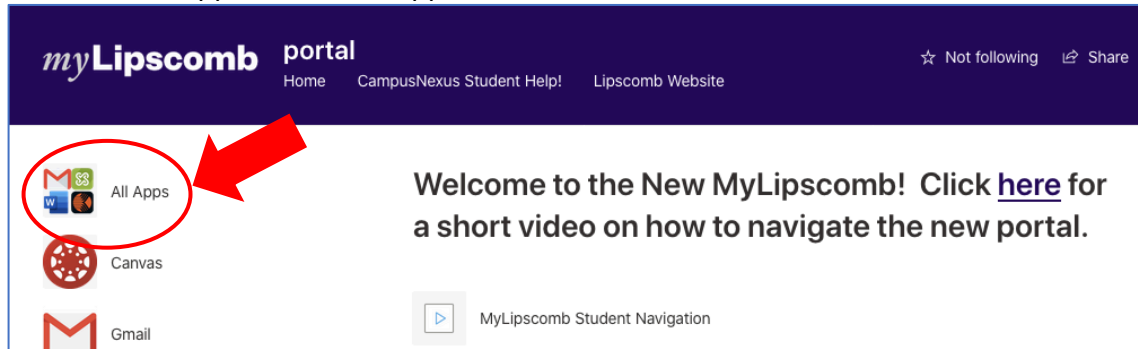 myLipscomb
portal
Home CampusNexus Student Help! Lipscomb Website
Not following Share
All Apps
Canvas
Gmail
Welcome to the New MyLipscomb! Click here for
a short video on how to navigate the new portal.
MyLipscomb Student Navigation